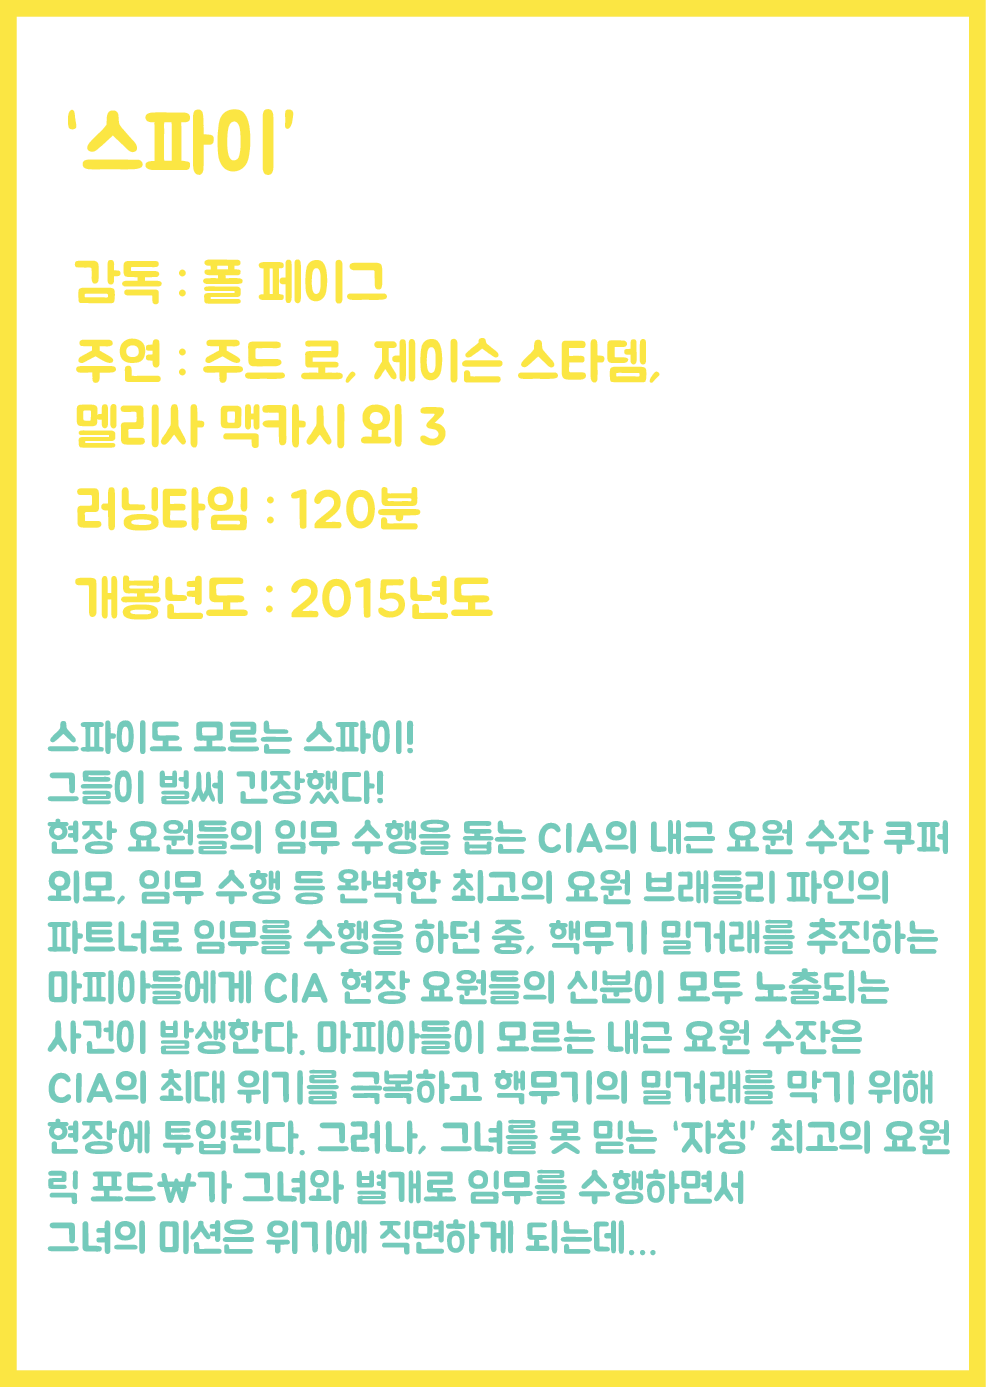 ‘스파이’
감독 : 폴 페이그
주연 : 주드 로, 제이슨 스타뎀,
멜리사 맥카시 외 3
러닝타임 : 120분
개봉년도 : 2015년도
스파이도 모르는 스파이!
그들이 벌써 긴장했다!
현장 요원들의 임무 수행을 돕는 CIA의 내근 요원 수잔 쿠퍼
외모, 임무 수행 등 완벽한 최고의 요원 브래들리 파인의
파트너로 임무를 수행을 하던 중, 핵무기 밀거래를 추진하는
마피아들에게 CIA 현장 요원들의 신분이 모두 노출되는
사건이 발생한다. 마피아들이 모르는 내근 요원 수잔은
CIA의 최대 위기를 극복하고 핵무기의 밀거래를 막기 위해
현장에 투입된다. 그러나, 그녀를 못 믿는 ‘자칭’ 최고의 요원
릭 포드₩가 그녀와 별개로 임무를 수행하면서
그녀의 미션은 위기에 직면하게 되는데...